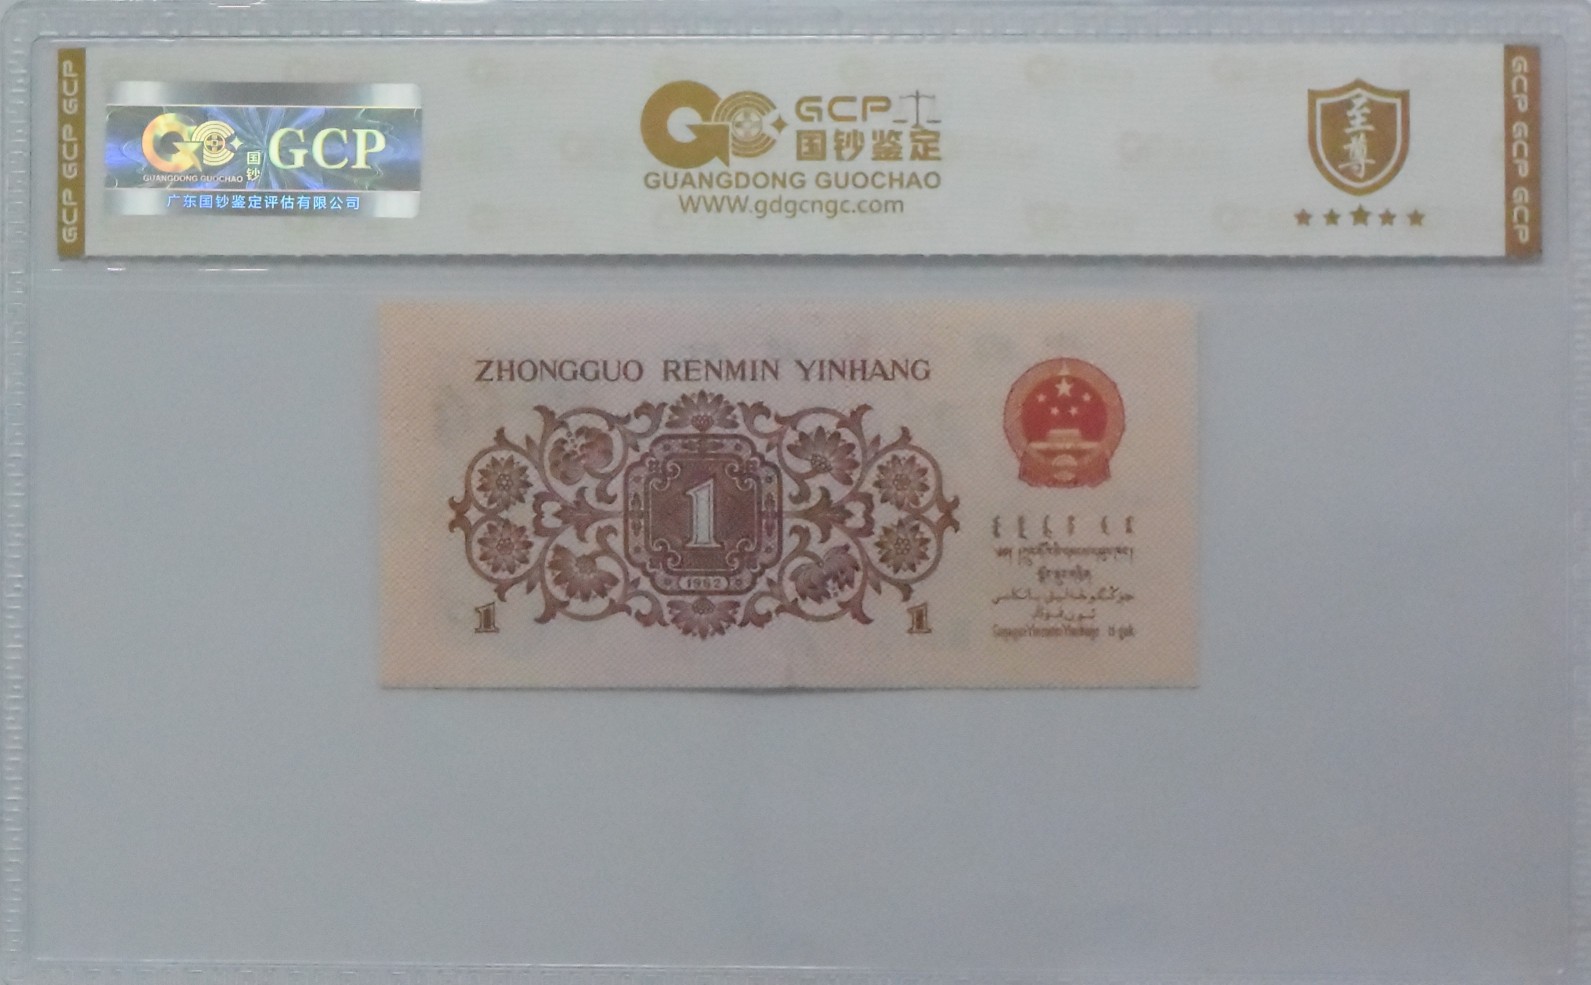 GCP GCP GCP
GCP
国钞
GUANGDONG GUOCHAO
广东国钞鉴定评估有限公司
GCP
国钞鉴定
GUANGDONG GUOCHAO
WWW.gdgcngc.com
至尊
GCP GCP GCP
ZHONGGUO RENMIN YINHANG
1
(1962)
1
1